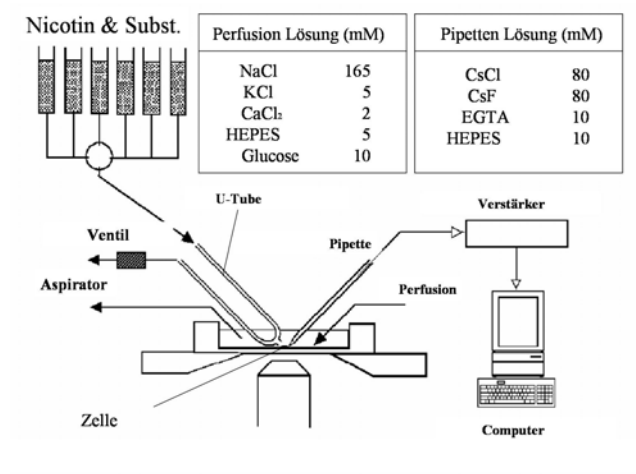 Nicotin & Subst.
Perfusion Lösung (mM)
NaCl 165
KCl 5
CaCl₂ 2
HEPES 5
Glucose 10
Pipetten Lösung (mM)
CsCl 80
CsF 80
EGTA 10
HEPES 10
U-Tube
Verstärker
Ventil
Pipette
Aspirator
Perfusion
Zelle
Computer